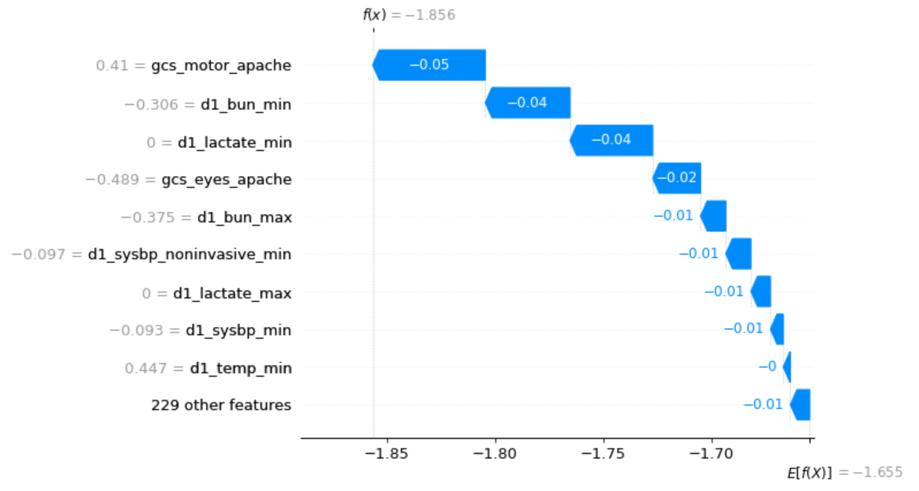 f(x) = −1.856
0.41 = gcs_motor_apache −0.05
−0.306 = d1_bun_min −0.04
0 = d1_lactate_min −0.04
−0.489 = gcs_eyes_apache −0.02
−0.375 = d1_bun_max −0.01
−0.097 = d1_sysbp_noninvasive_min −0.01
0 = d1_lactate_max −0.01
−0.093 = d1_sysbp_min −0.01
0.447 = d1_temp_min −0
229 other features −0.01
−1.85 −1.80 −1.75 −1.70
E[f(X)] = −1.655